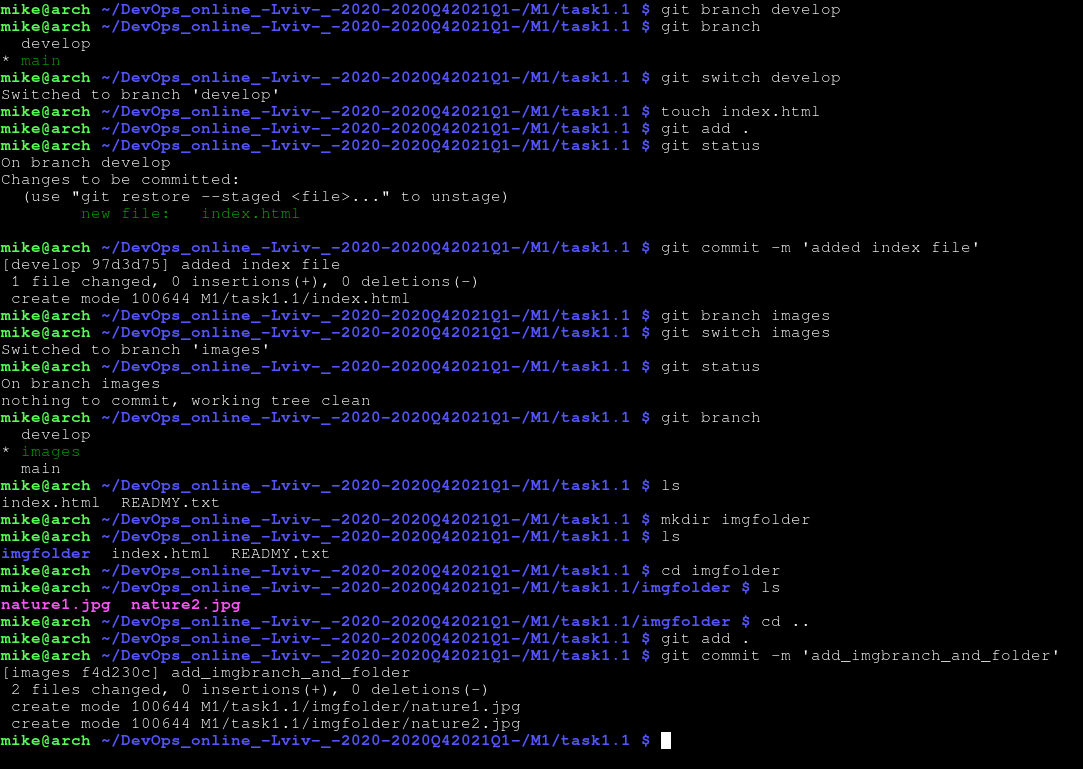 mike@arch ~/DevOps_online_-Lviv-_-2020-2020Q42021Q1-/M1/task1.1 $ git branch develop
mike@arch ~/DevOps_online_-Lviv-_-2020-2020Q42021Q1-/M1/task1.1 $ git branch
  develop
* main
mike@arch ~/DevOps_online_-Lviv-_-2020-2020Q42021Q1-/M1/task1.1 $ git switch develop
Switched to branch 'develop'
mike@arch ~/DevOps_online_-Lviv-_-2020-2020Q42021Q1-/M1/task1.1 $ touch index.html
mike@arch ~/DevOps_online_-Lviv-_-2020-2020Q42021Q1-/M1/task1.1 $ git add .
mike@arch ~/DevOps_online_-Lviv-_-2020-2020Q42021Q1-/M1/task1.1 $ git status
On branch develop
Changes to be committed:
  (use "git restore --staged <file>..." to unstage)
        new file:   index.html

mike@arch ~/DevOps_online_-Lviv-_-2020-2020Q42021Q1-/M1/task1.1 $ git commit -m 'added index file'
[develop 97d3d75] added index file
 1 file changed, 0 insertions(+), 0 deletions(-)
 create mode 100644 M1/task1.1/index.html
mike@arch ~/DevOps_online_-Lviv-_-2020-2020Q42021Q1-/M1/task1.1 $ git branch images
mike@arch ~/DevOps_online_-Lviv-_-2020-2020Q42021Q1-/M1/task1.1 $ git switch images
Switched to branch 'images'
mike@arch ~/DevOps_online_-Lviv-_-2020-2020Q42021Q1-/M1/task1.1 $ git status
On branch images
nothing to commit, working tree clean
mike@arch ~/DevOps_online_-Lviv-_-2020-2020Q42021Q1-/M1/task1.1 $ git branch
  develop
* images
  main
mike@arch ~/DevOps_online_-Lviv-_-2020-2020Q42021Q1-/M1/task1.1 $ ls
index.html  READMY.txt
mike@arch ~/DevOps_online_-Lviv-_-2020-2020Q42021Q1-/M1/task1.1 $ mkdir imgfolder
mike@arch ~/DevOps_online_-Lviv-_-2020-2020Q42021Q1-/M1/task1.1 $ ls
imgfolder  index.html  READMY.txt
mike@arch ~/DevOps_online_-Lviv-_-2020-2020Q42021Q1-/M1/task1.1 $ cd imgfolder
mike@arch ~/DevOps_online_-Lviv-_-2020-2020Q42021Q1-/M1/task1.1/imgfolder $ ls
nature1.jpg  nature2.jpg
mike@arch ~/DevOps_online_-Lviv-_-2020-2020Q42021Q1-/M1/task1.1/imgfolder $ cd ..
mike@arch ~/DevOps_online_-Lviv-_-2020-2020Q42021Q1-/M1/task1.1 $ git add .
mike@arch ~/DevOps_online_-Lviv-_-2020-2020Q42021Q1-/M1/task1.1 $ git commit -m 'add_imgbranch_and_folder'
[images f4d230c] add_imgbranch_and_folder
 2 files changed, 0 insertions(+), 0 deletions(-)
 create mode 100644 M1/task1.1/imgfolder/nature1.jpg
 create mode 100644 M1/task1.1/imgfolder/nature2.jpg
mike@arch ~/DevOps_online_-Lviv-_-2020-2020Q42021Q1-/M1/task1.1 $